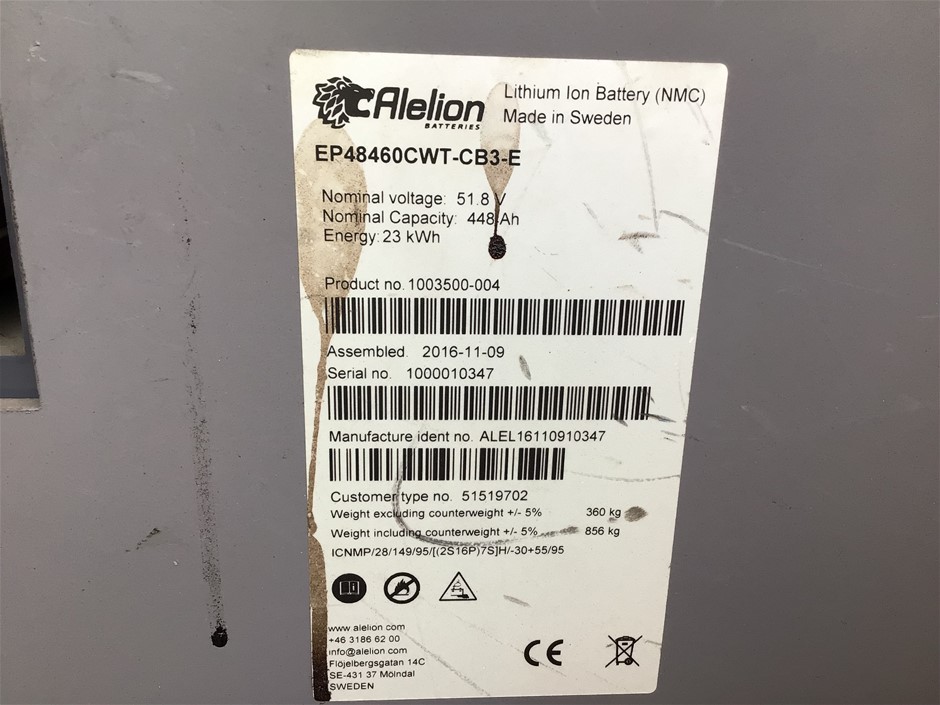 Alelion
BATTERIES
Lithium Ion Battery (NMC)
Made in Sweden
EP48460CWT-CB3-E
Nominal voltage: 51.8 V
Nominal Capacity: 448 Ah
Energy: 23 kWh
Product no. 1003500-004
Assembled. 2016-11-09
Serial no. 1000010347
Manufacture ident no. ALEL16110910347
Customer type no. 51519702
Weight excluding counterweight +/- 5% 360 kg
Weight including counterweight +/- 5% 856 kg
ICNMP/28/149/95/[(2S16P)7S]H/-30+55/95
www.alelion.com
+46 3186 62 00
info@alelion.com
Flöjelbergsgatan 14C
SE-431 37 Mölndal
SWEDEN
CE